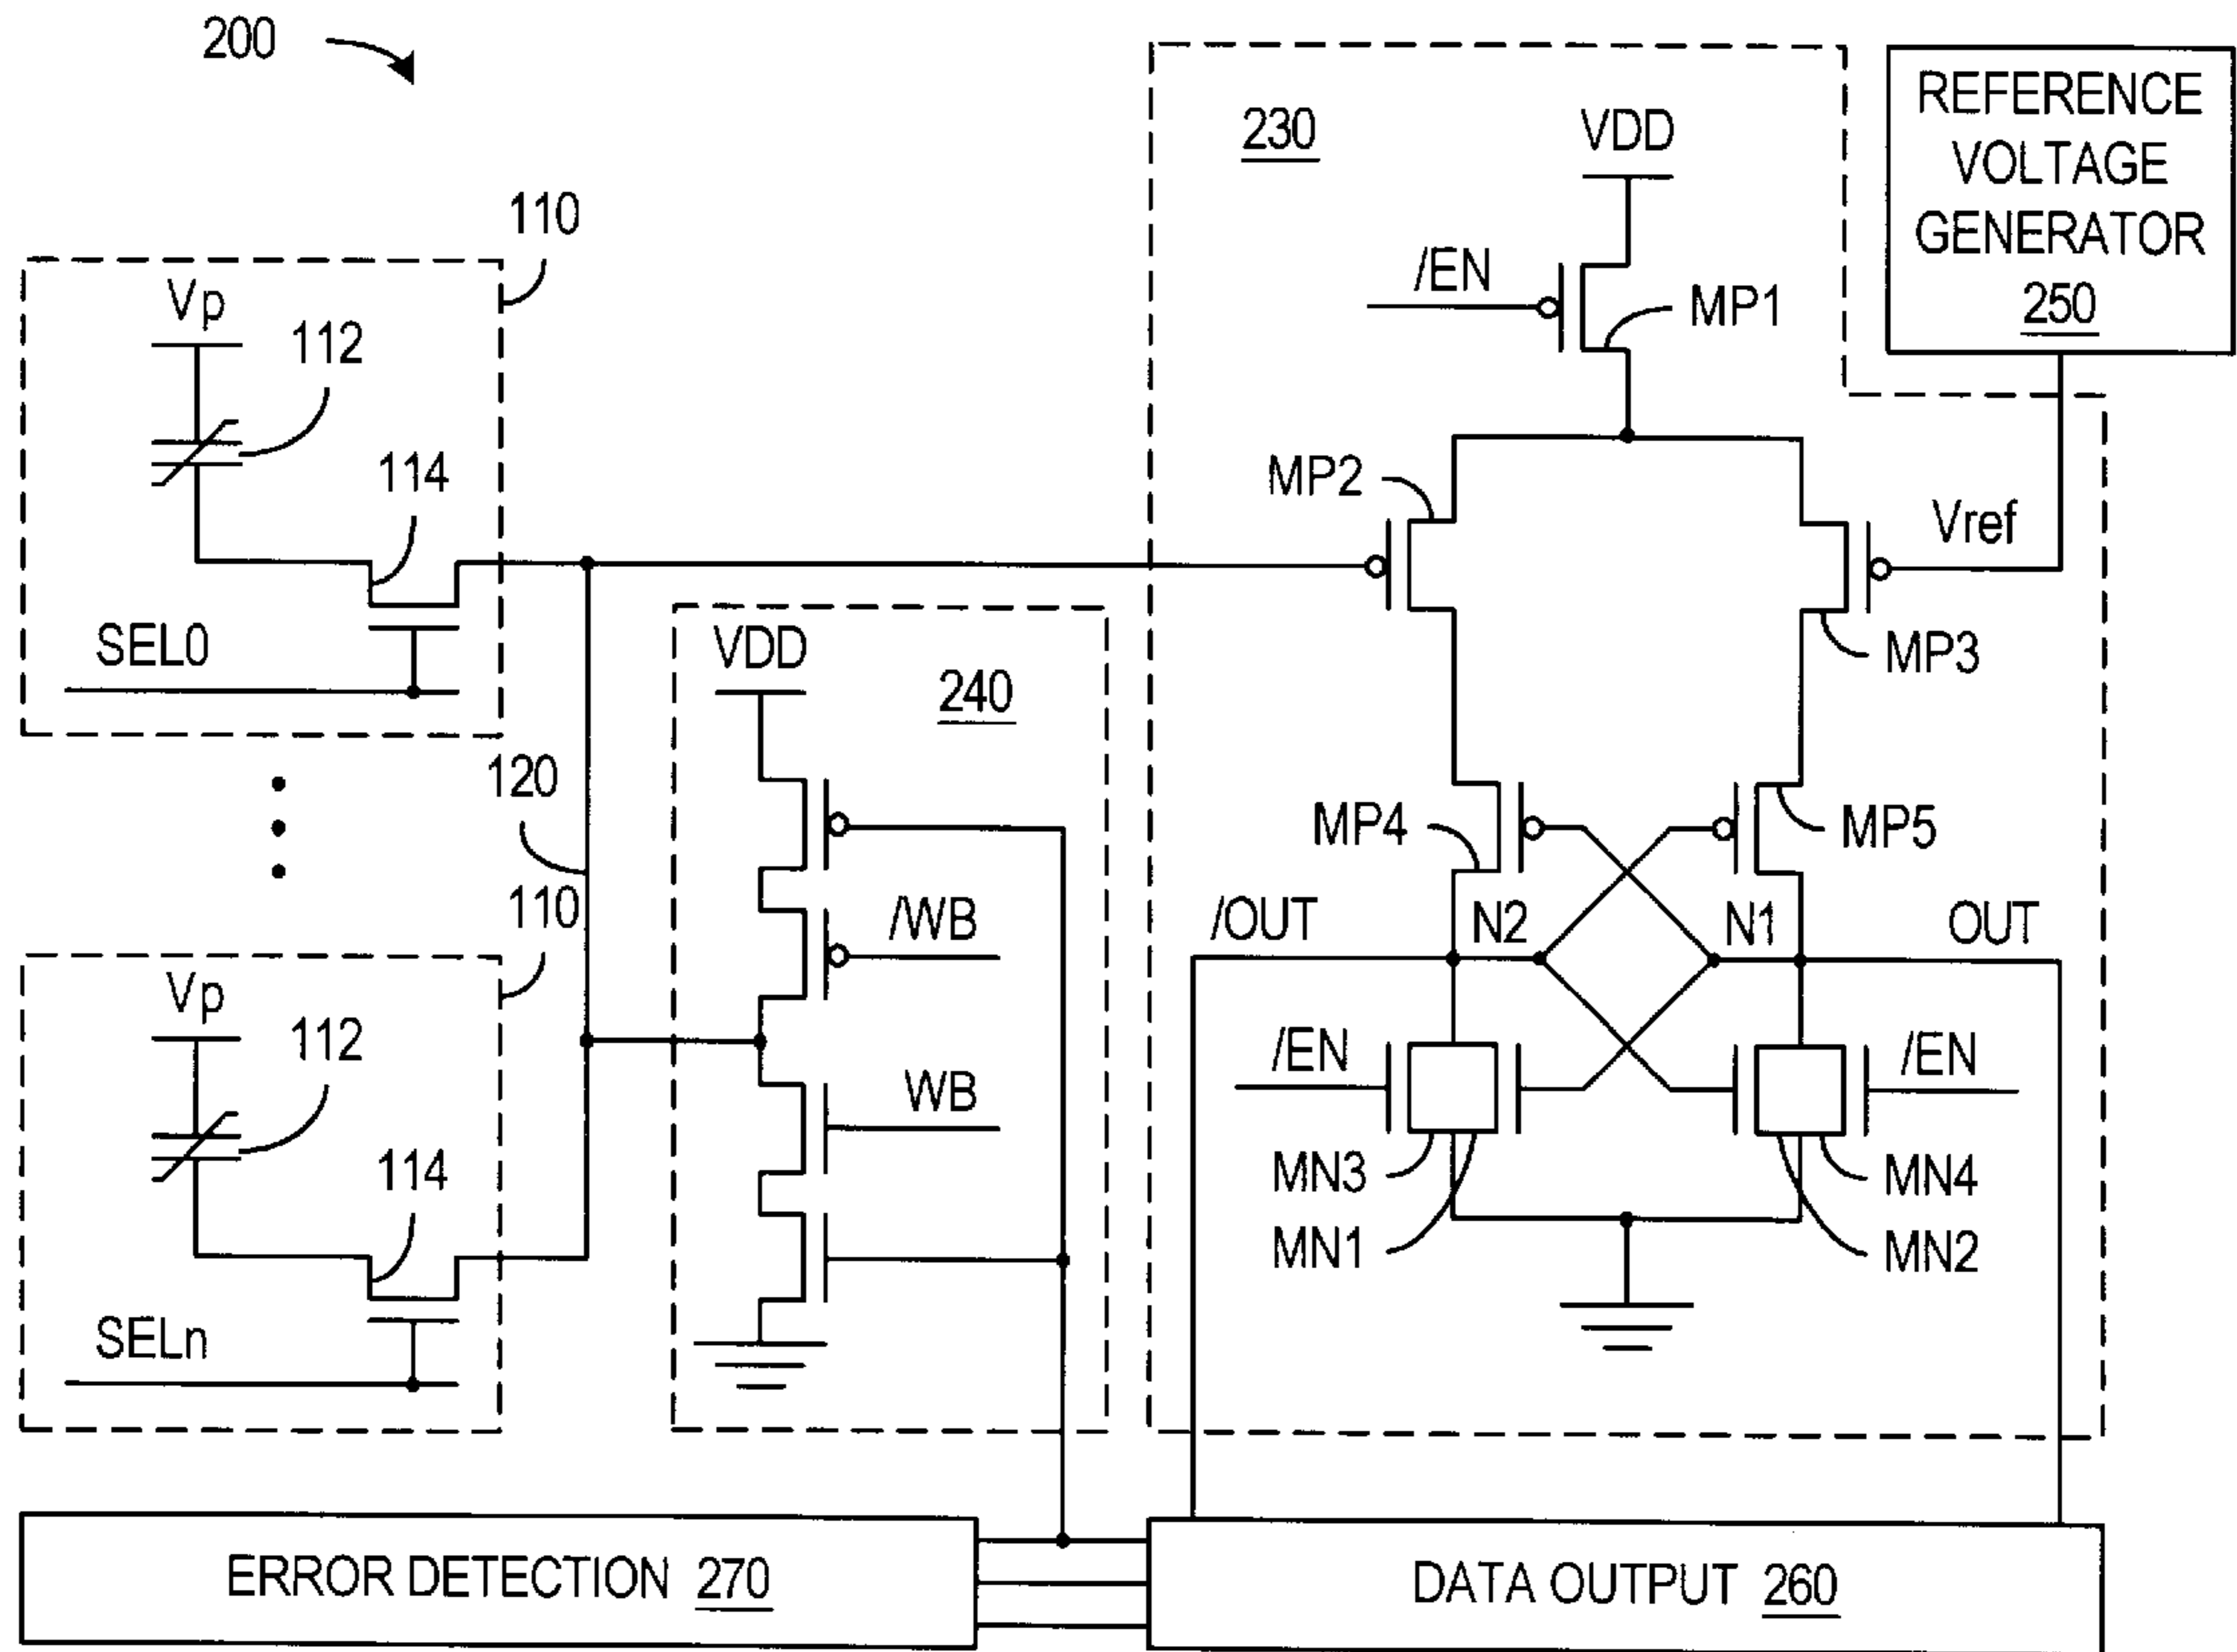 200
110
Vp
112
114
SEL0
120
110
Vp
112
114
SELn
VDD
240
/WB
WB
230
VDD
/EN
MP1
MP2
Vref
MP3
MP4
MP5
/OUT
N2
N1
OUT
/EN
/EN
MN3
MN4
MN1
MN2
REFERENCE
VOLTAGE
GENERATOR
250
ERROR DETECTION 270
DATA OUTPUT 260